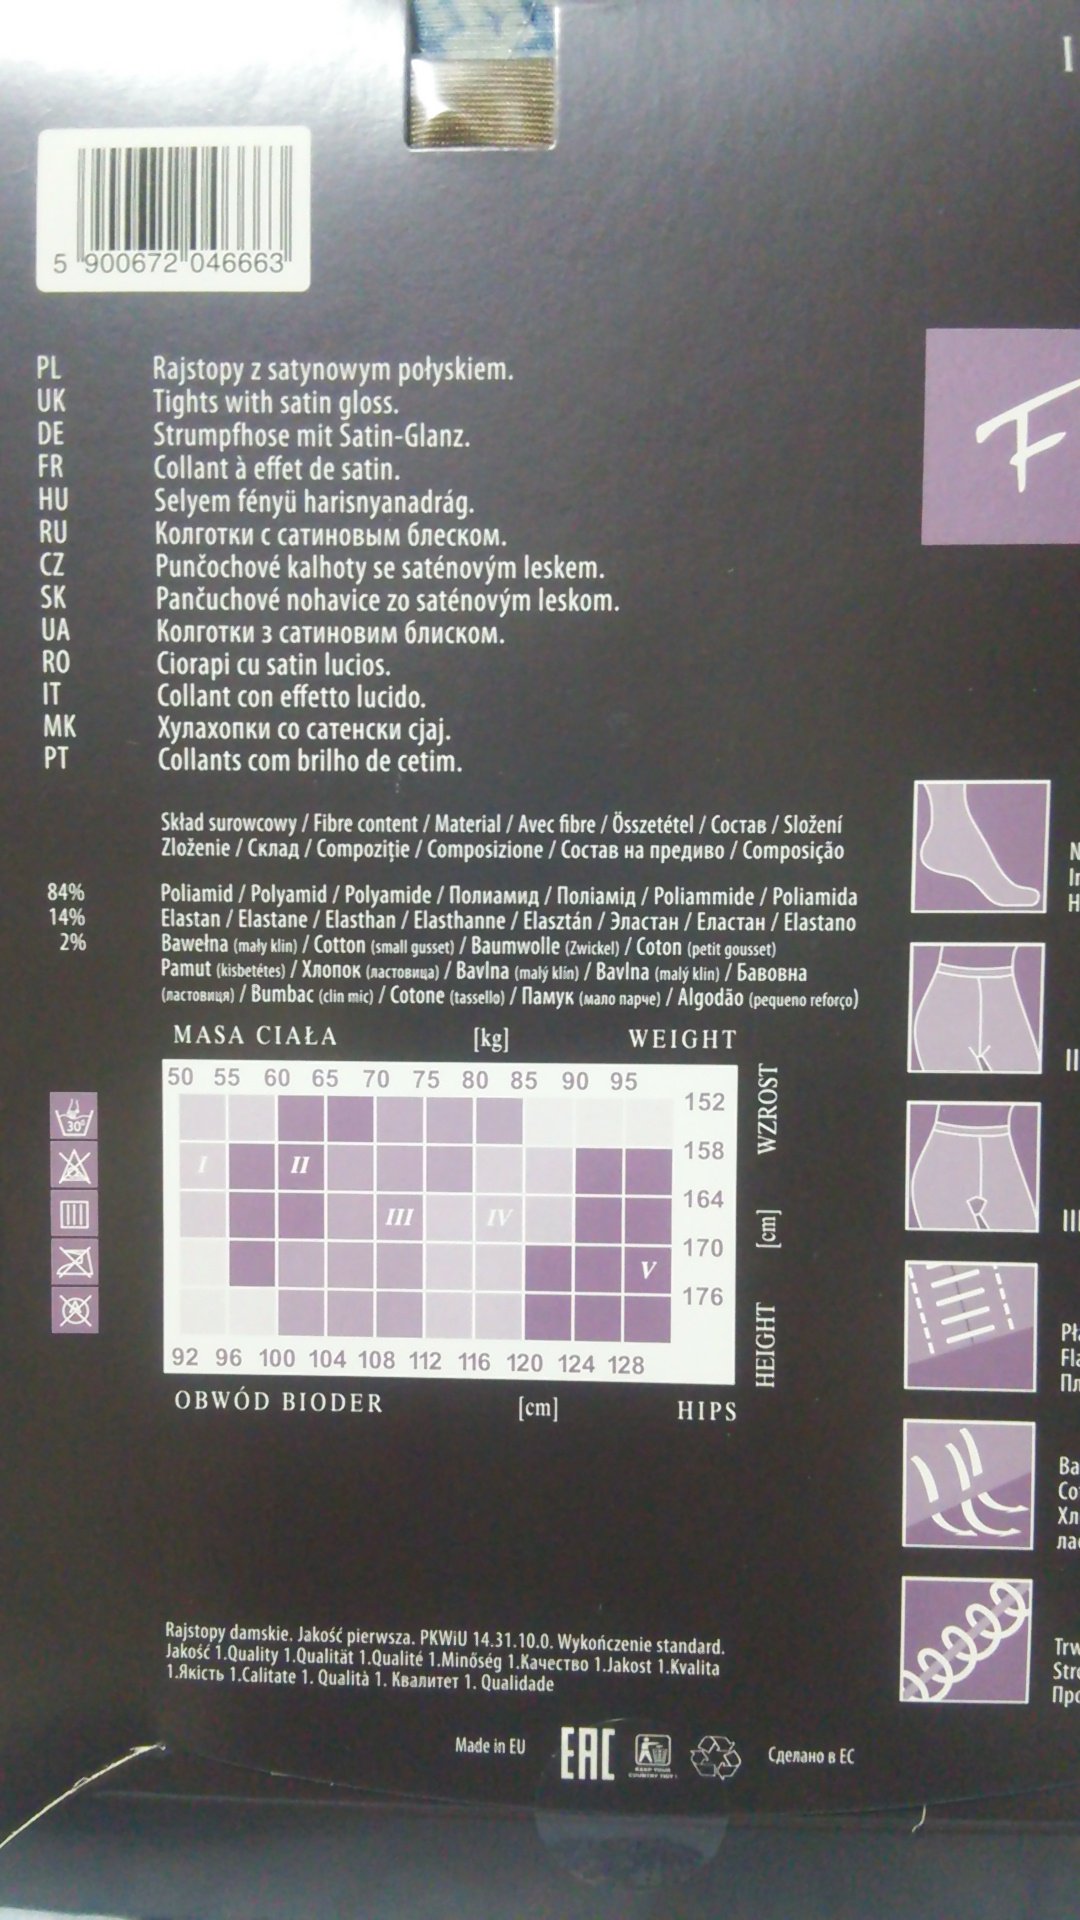 5 900672 046663
PL Rajstopy z satynowym połyskiem.
UK Tights with satin gloss.
DE Strumpfhose mit Satin-Glanz.
FR Collant à effet de satin.
HU Selyem fényü harisnyanadrág.
RU Колготки с сатиновым блеском.
CZ Punčochové kalhoty se saténovým leskem.
SK Pančuchové nohavice zo saténovým leskom.
UA Колготки з сатиновим блиском.
RO Ciorapi cu satin lucios.
IT Collant con effetto lucido.
MK Хулахопки со сатенски сјај.
PT Collants com brilho de cetim.
Skład surowcowy / Fibre content / Material / Avec fibre / Összetétel / Состав / Složení
Zloženie / Склад / Compoziţie / Composizione / Состав на предиво / Composição
84% Poliamid / Polyamid / Polyamide / Полиамид / Поліамід / Poliammide / Poliamida
14% Elastan / Elastane / Elasthan / Elasthanne / Elasztán / Эластан / Еластан / Elastano
2% Bawełna (mały klin) / Cotton (small gusset) / Baumwolle (Zwickel) / Coton (petit gousset)
Pamut (kisbetétes) / Хлопок (ластовица) / Bavlna (malý klín) / Bavlna (malý klin) / Бавовна
(ластовиця) / Bumbac (clin mic) / Cotone (tassello) / Памук (мало парче) / Algodão (pequeno reforço)
MASA CIAŁA [kg] WEIGHT
50 55 60 65 70 75 80 85 90 95
152
158
164
170
176
I II
III IV
V
92 96 100 104 108 112 116 120 124 128
WZROST [cm] HEIGHT
OBWÓD BIODER [cm] HIPS
30°
A
F
Rajstopy damskie. Jakość pierwsza. PKWiU 14.31.10.0. Wykończenie standard.
Jakość 1.Quality 1.Qualität 1.Qualité 1.Minőség 1.Качество 1.Jakost 1.Kvalita
1.Якість 1.Calitate 1. Qualità 1. Квалитет 1. Qualidade
Made in EU EAC Сделано в ЕС
KEEP YOUR
COUNTRY TIDY!